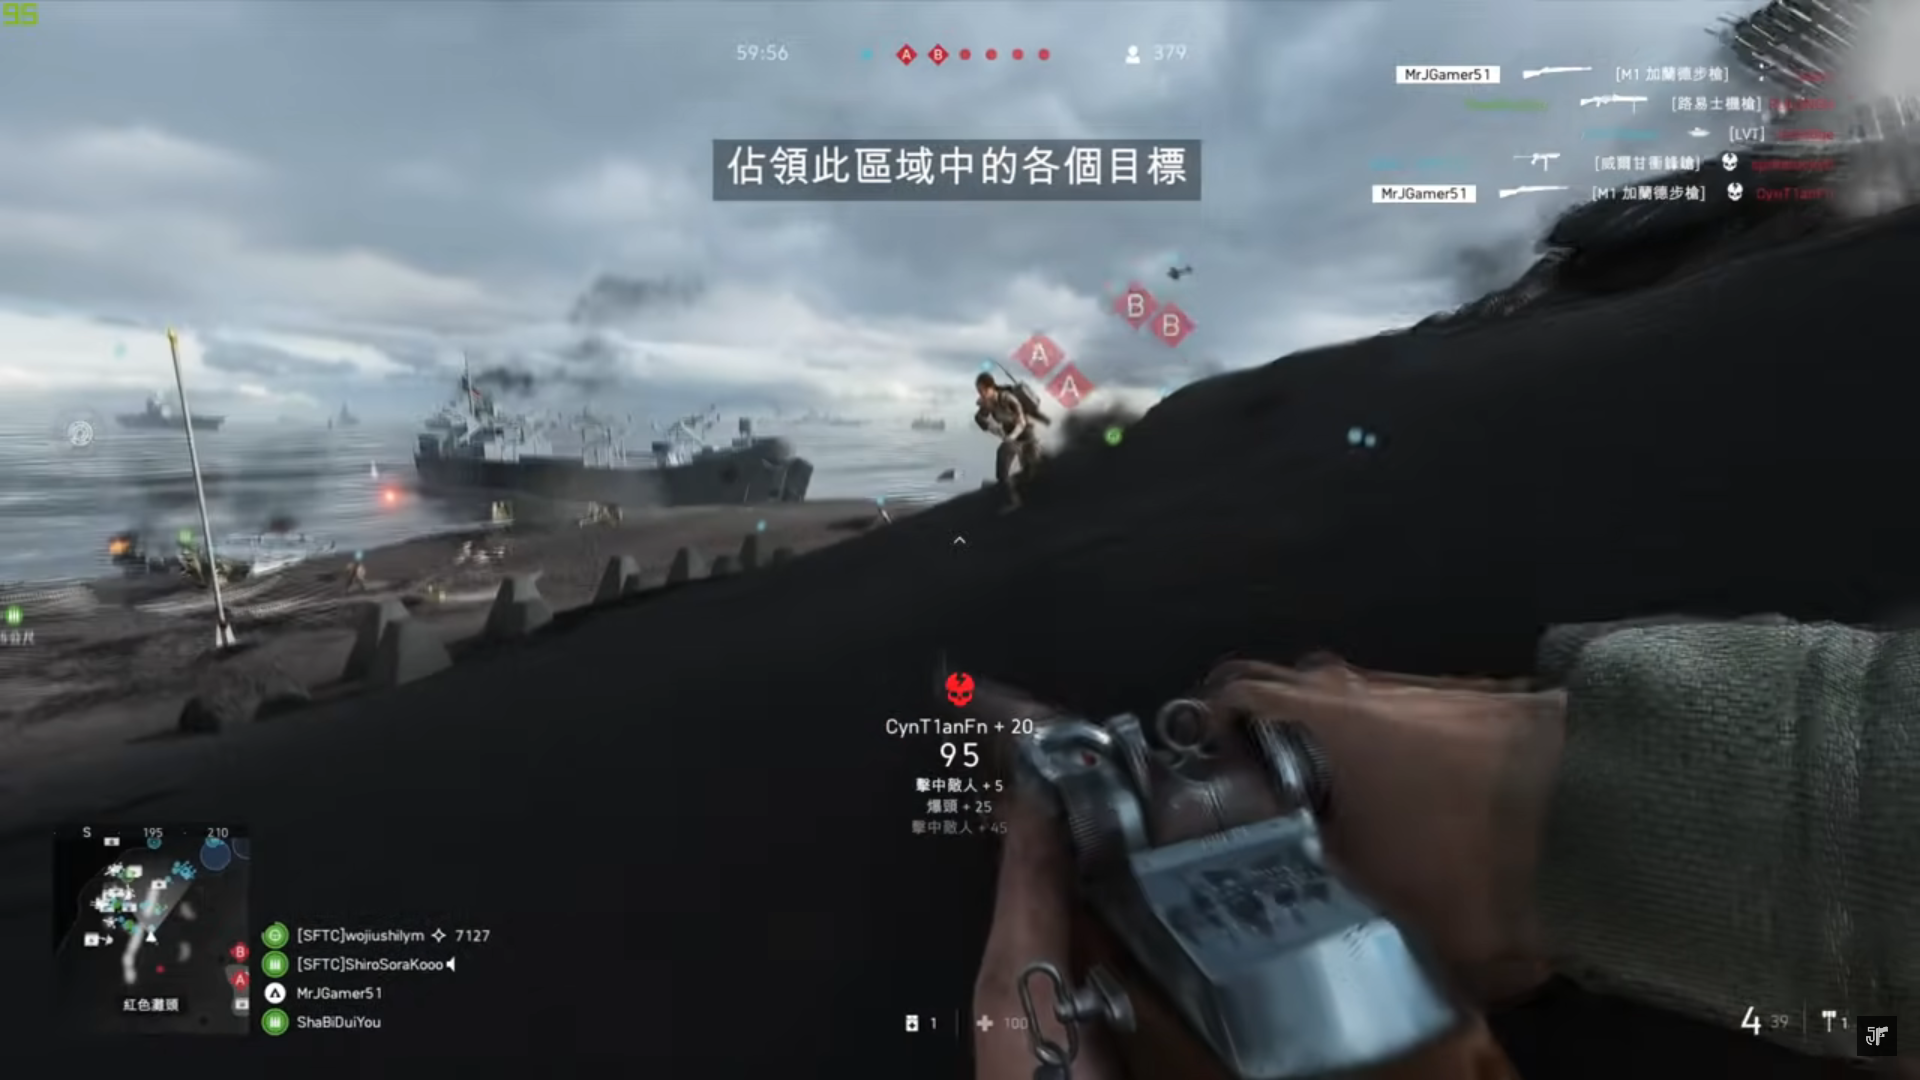 95
59:56
A B
379
MrJGamer51 [M1 加蘭德步槍]
[路易士機槍]
[LVT]
[威爾甘衝鋒槍]
MrJGamer51 [M1 加蘭德步槍] CynT1anFn
佔領此區域中的各個目標
B
B
A
A
CynT1anFn + 20
95
擊中敵人 + 5
爆頭 + 25
擊中敵人 + 45
S 195 210
B
A
紅色灘頭
[SFTC]wojiushilym 7127
[SFTC]ShiroSoraKooo
MrJGamer51
ShaBiDuiYou
1 100
4 39 1